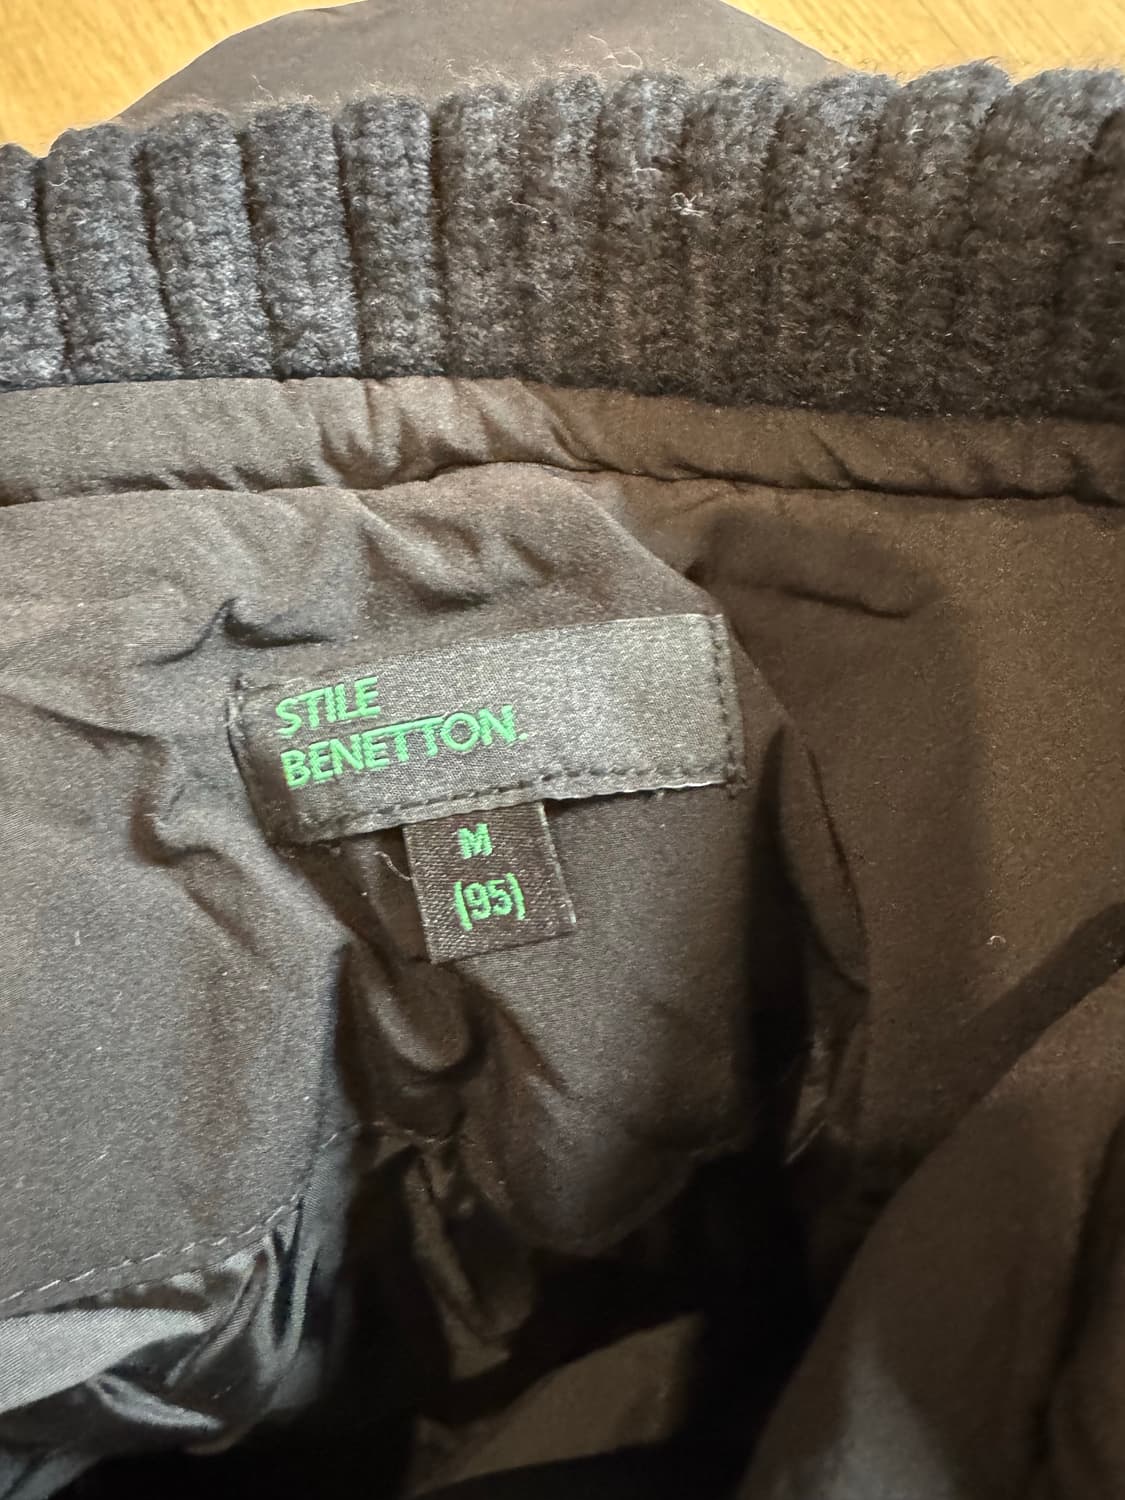 STILE
BENETTON.
M
(95)